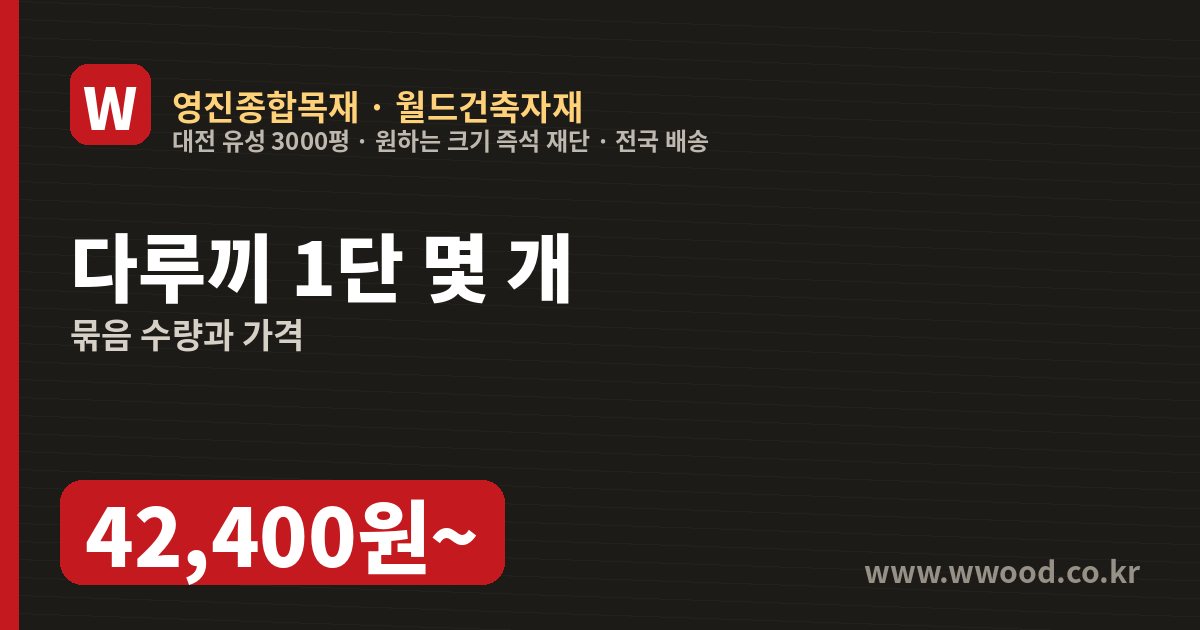 W
영진종합목재 · 월드건축자재
대전 유성 3000평 · 원하는 크기 즉석 재단 · 전국 배송
다루끼 1단 몇 개
묶음 수량과 가격
42,400원~
www.wwood.co.kr